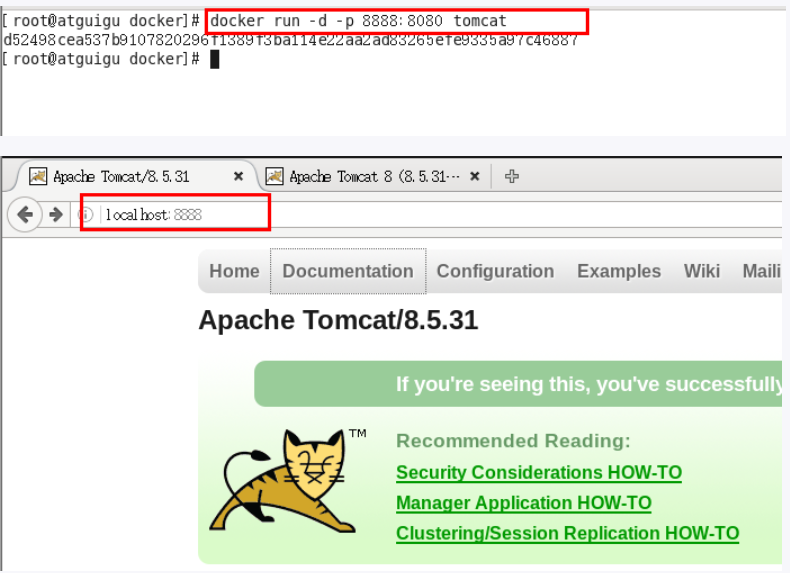 [root@atguigu docker]# docker run -d -p 8888:8080 tomcat
d52498cea537b9107820296f1389f3ba114e22aa2ad83265efe9335a97c46887
[root@atguigu docker]#
Apache Tomcat/8.5.31 × Apache Tomcat 8 (8.5.31··· ×
localhost:8888
Home Documentation Configuration Examples Wiki Maili
Apache Tomcat/8.5.31
If you're seeing this, you've successfully
TM
Recommended Reading:
Security Considerations HOW-TO
Manager Application HOW-TO
Clustering/Session Replication HOW-TO